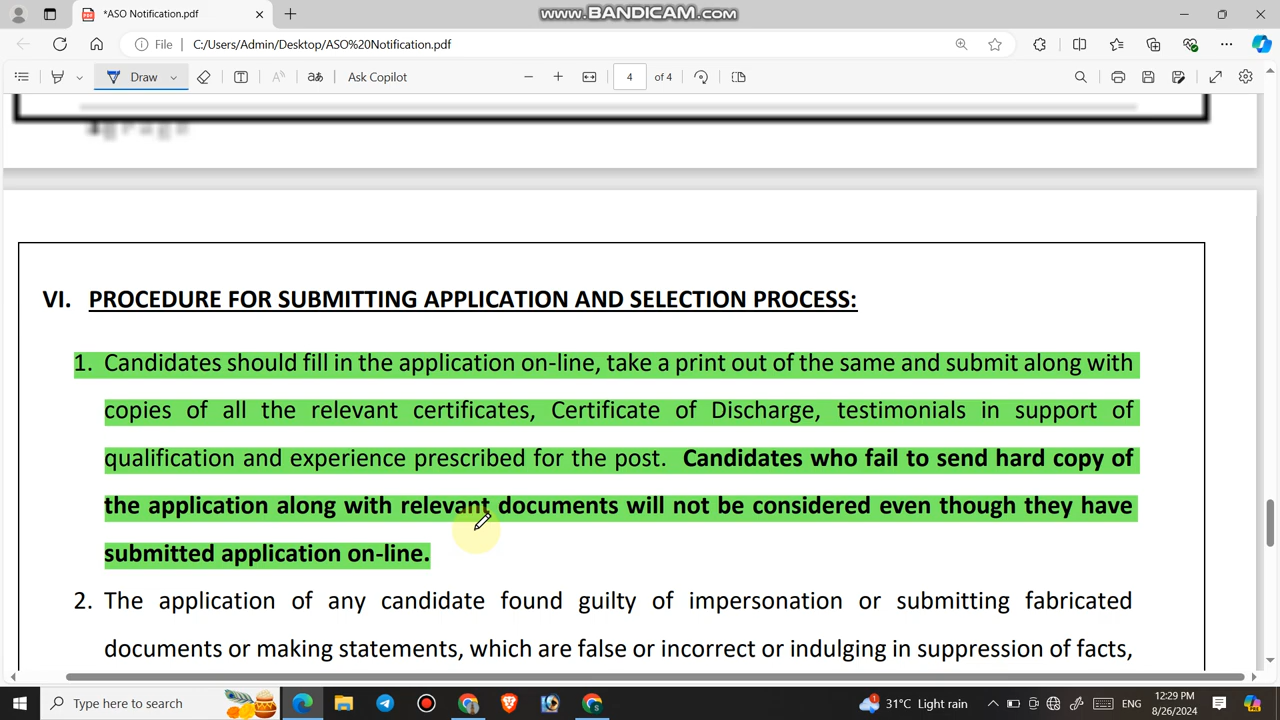 www.BANDICAM.com
*ASO Notification.pdf
File C:/Users/Admin/Desktop/ASO%20Notification.pdf
Draw aあ Ask Copilot 4 of 4
VI. PROCEDURE FOR SUBMITTING APPLICATION AND SELECTION PROCESS:
1. Candidates should fill in the application on-line, take a print out of the same and submit along with
copies of all the relevant certificates, Certificate of Discharge, testimonials in support of
qualification and experience prescribed for the post. Candidates who fail to send hard copy of
the application along with relevant documents will not be considered even though they have
submitted application on-line.
2. The application of any candidate found guilty of impersonation or submitting fabricated
documents or making statements, which are false or incorrect or indulging in suppression of facts,
Type here to search
31°C Light rain
ENG
12:29 PM
8/26/2024